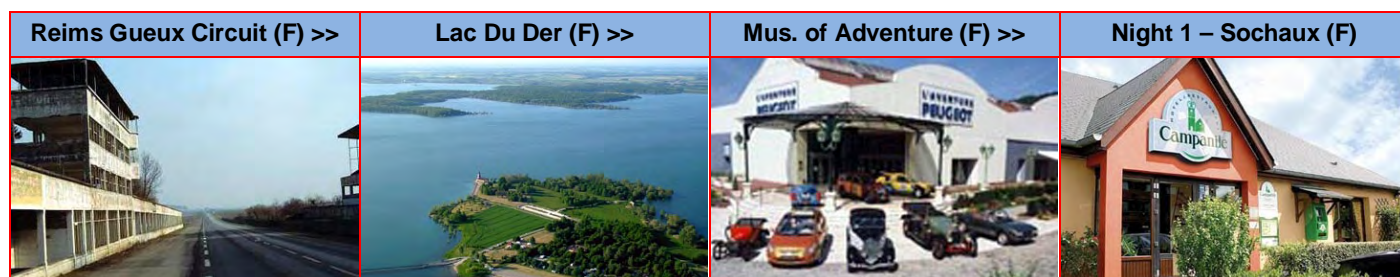 Reims Gueux Circuit (F) >>
Lac Du Der (F) >>
Mus. of Adventure (F) >>
Night 1 – Sochaux (F)
L'AVENTURE
PEUGEOT
L'AVENTURE
PEUGEOT
Campanile